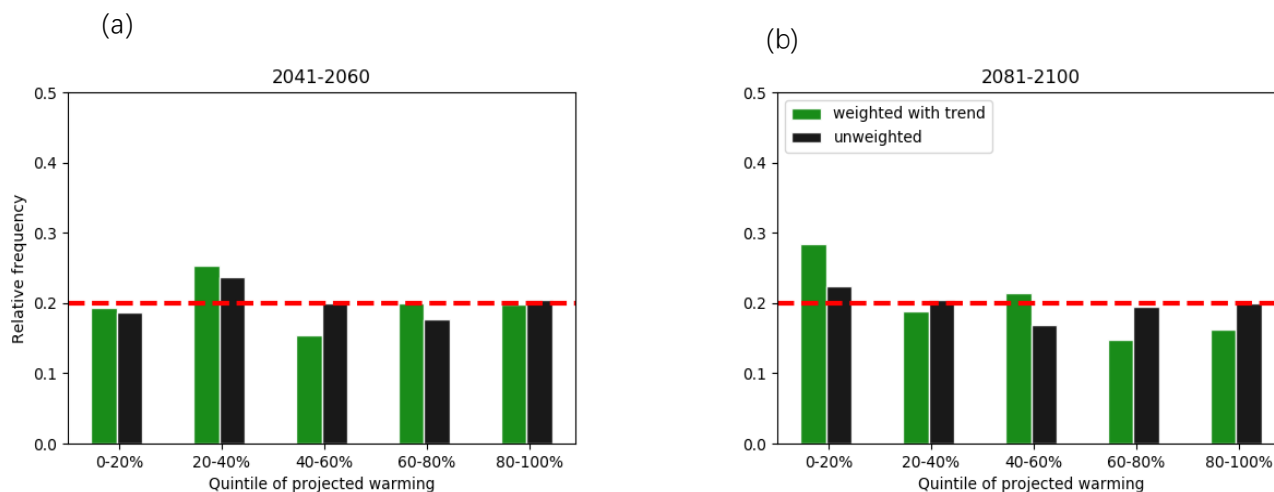 (a)
2041-2060
Relative frequency
0.5
0.4
0.3
0.2
0.1
0.0
0-20% 20-40% 40-60% 60-80% 80-100%
Quintile of projected warming
(b)
2081-2100
weighted with trend
unweighted
0.5
0.4
0.3
0.2
0.1
0.0
0-20% 20-40% 40-60% 60-80% 80-100%
Quintile of projected warming